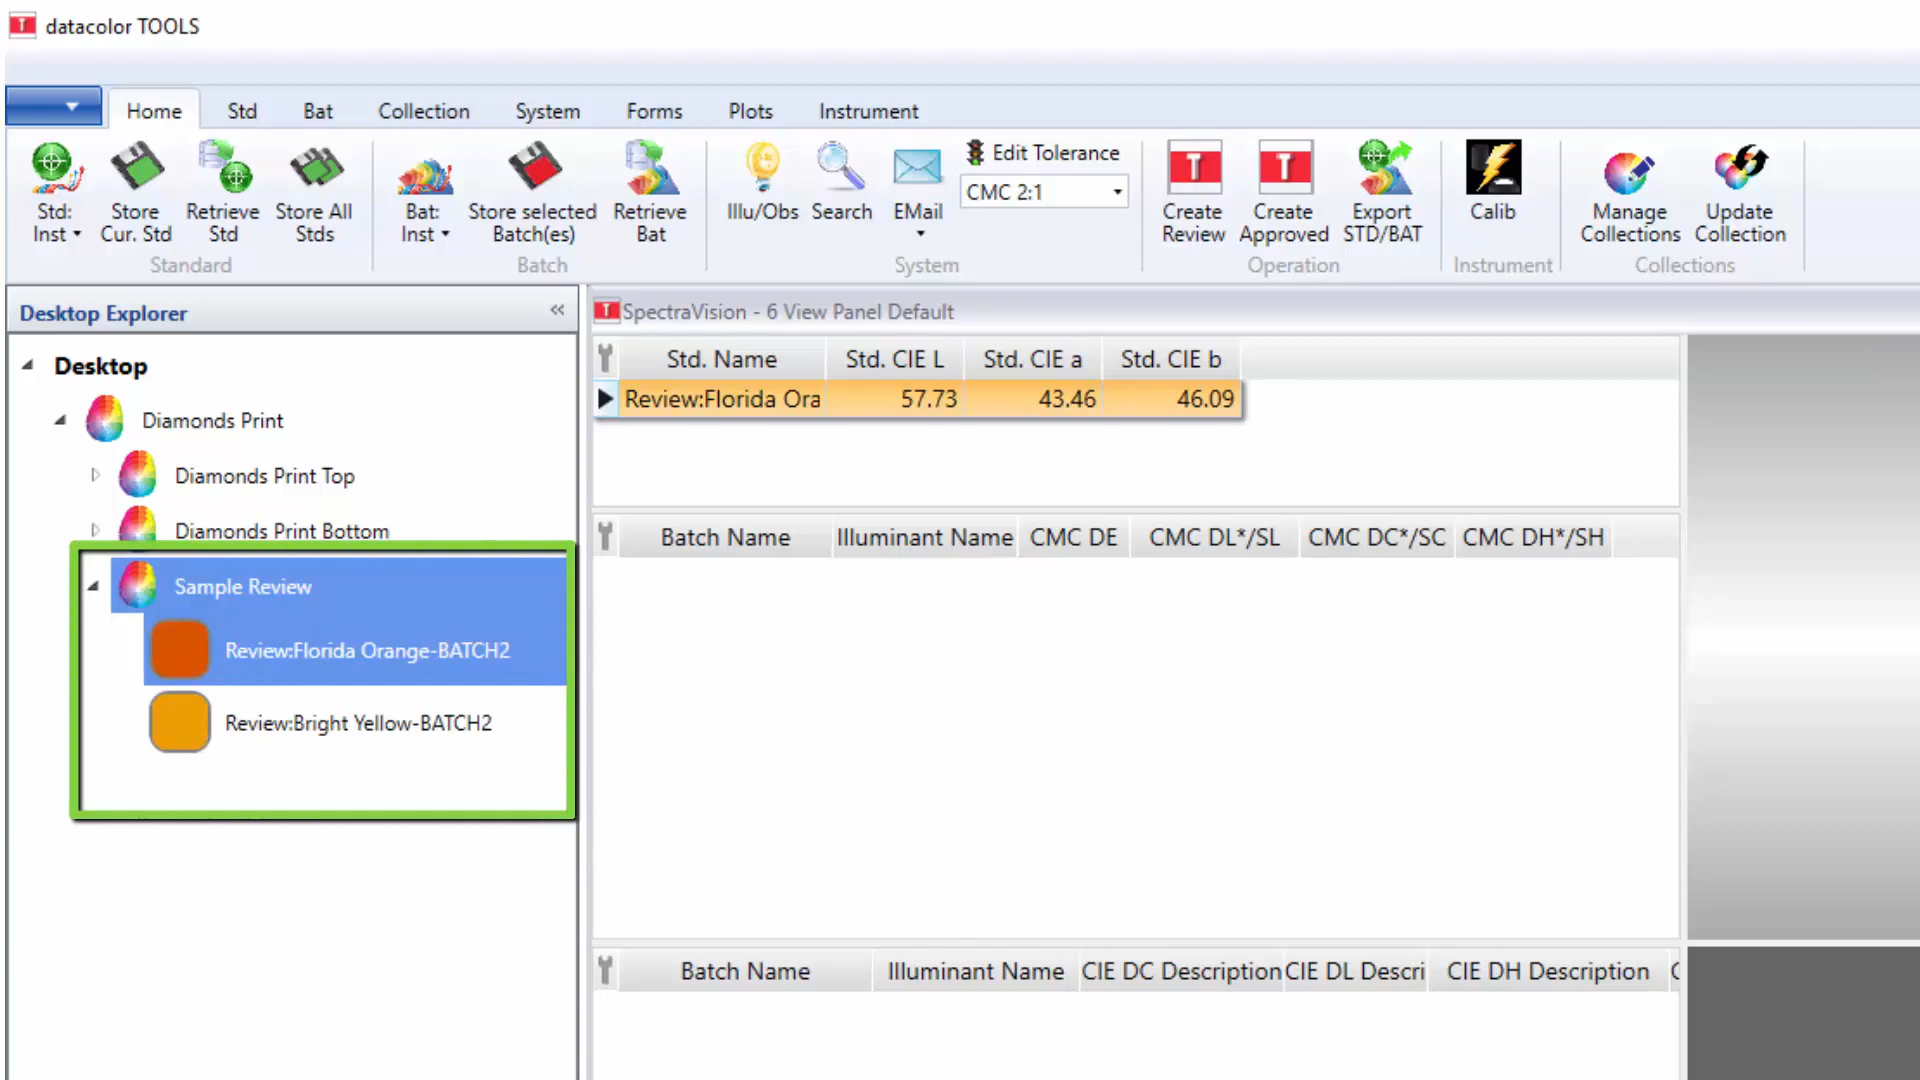 datacolor TOOLS
Home Std Bat Collection System Forms Plots Instrument
Std: Inst
Store Cur. Std
Retrieve Std
Store All Stds
Standard
Bat: Inst
Store selected Batch(es)
Retrieve Bat
Batch
Illu/Obs
Search
EMail
Edit Tolerance
CMC 2:1
System
Create Review
Create Approved
Export STD/BAT
Operation
Calib
Instrument
Manage Collections
Update Collection
Collections
Desktop Explorer
Desktop
Diamonds Print
Diamonds Print Top
Diamonds Print Bottom
Sample Review
Review:Florida Orange-BATCH2
Review:Bright Yellow-BATCH2
SpectraVision - 6 View Panel Default
Std. Name Std. CIE L Std. CIE a Std. CIE b
Review:Florida Ora 57.73 43.46 46.09
Batch Name Illuminant Name CMC DE CMC DL*/SL CMC DC*/SC CMC DH*/SH
Batch Name Illuminant Name CIE DC Description CIE DL Descri CIE DH Description